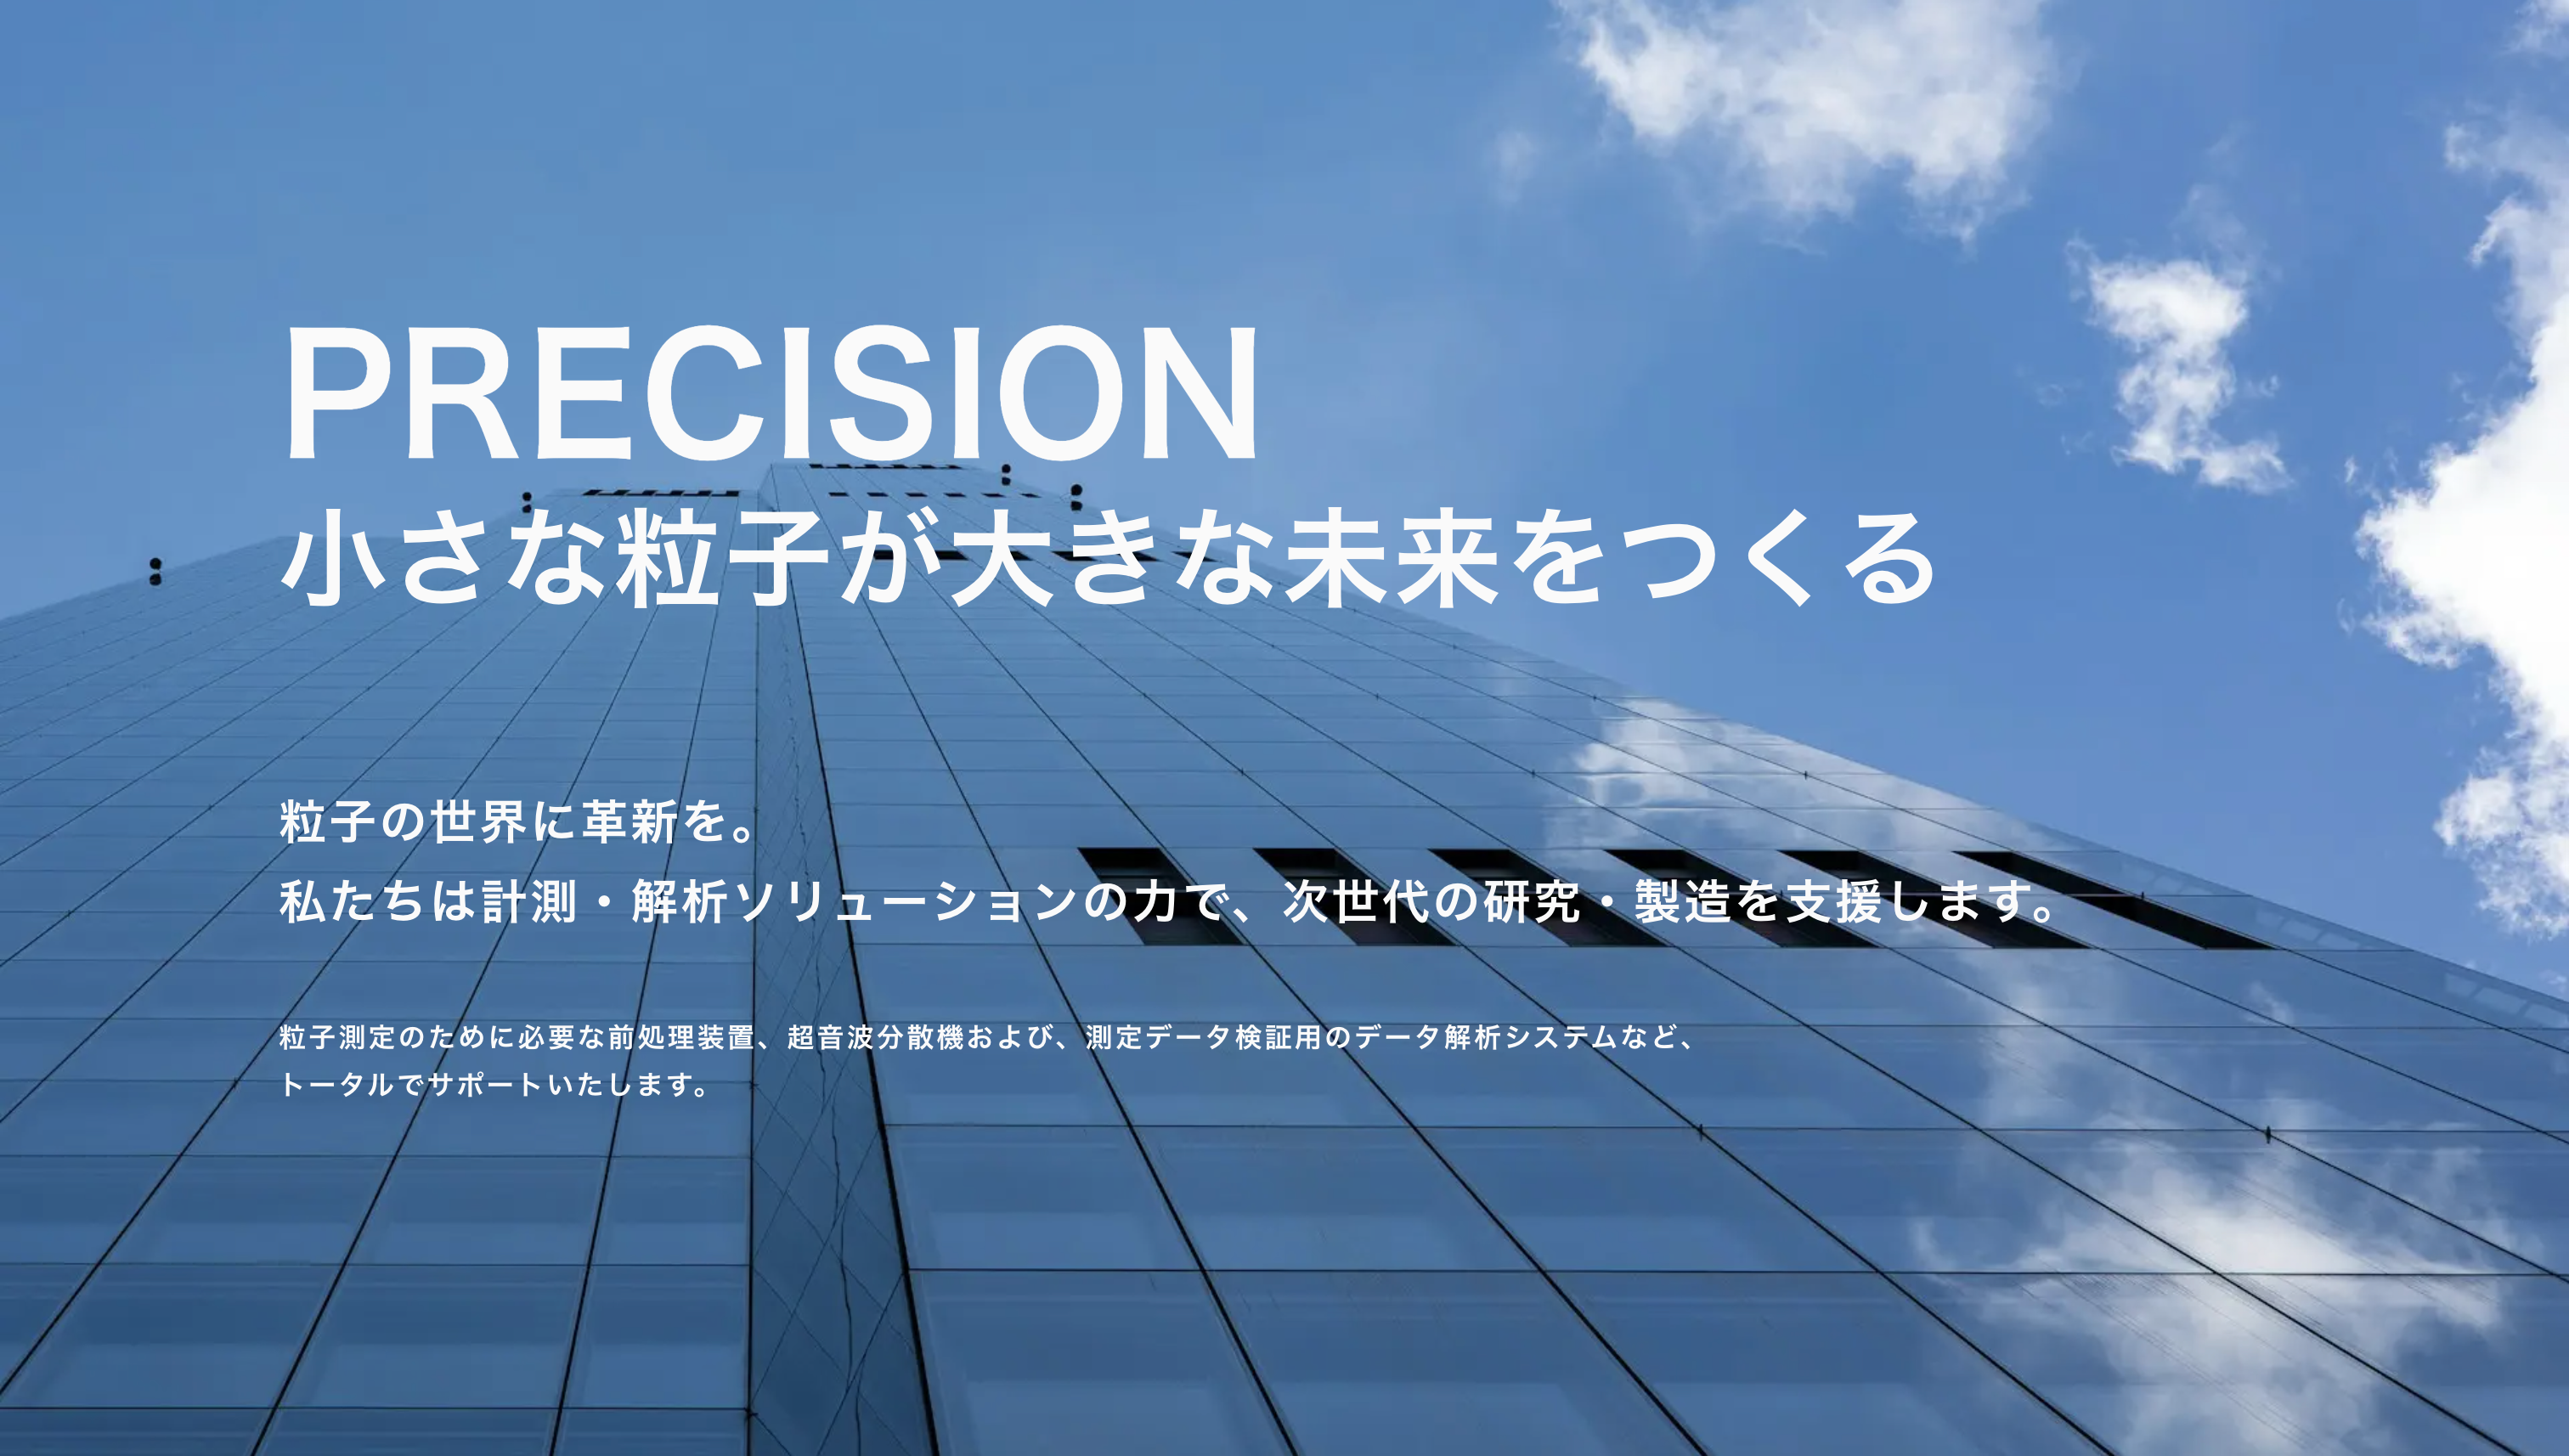 PRECISION
小さな粒子が大きな未来をつくる
粒子の世界に革新を。
私たちは計測・解析ソリューションの力で、次世代の研究・製造を支援します。
粒子測定のために必要な前処理装置、超音波分散機および、測定データ検証用のデータ解析システムなど、
トータルでサポートいたします。